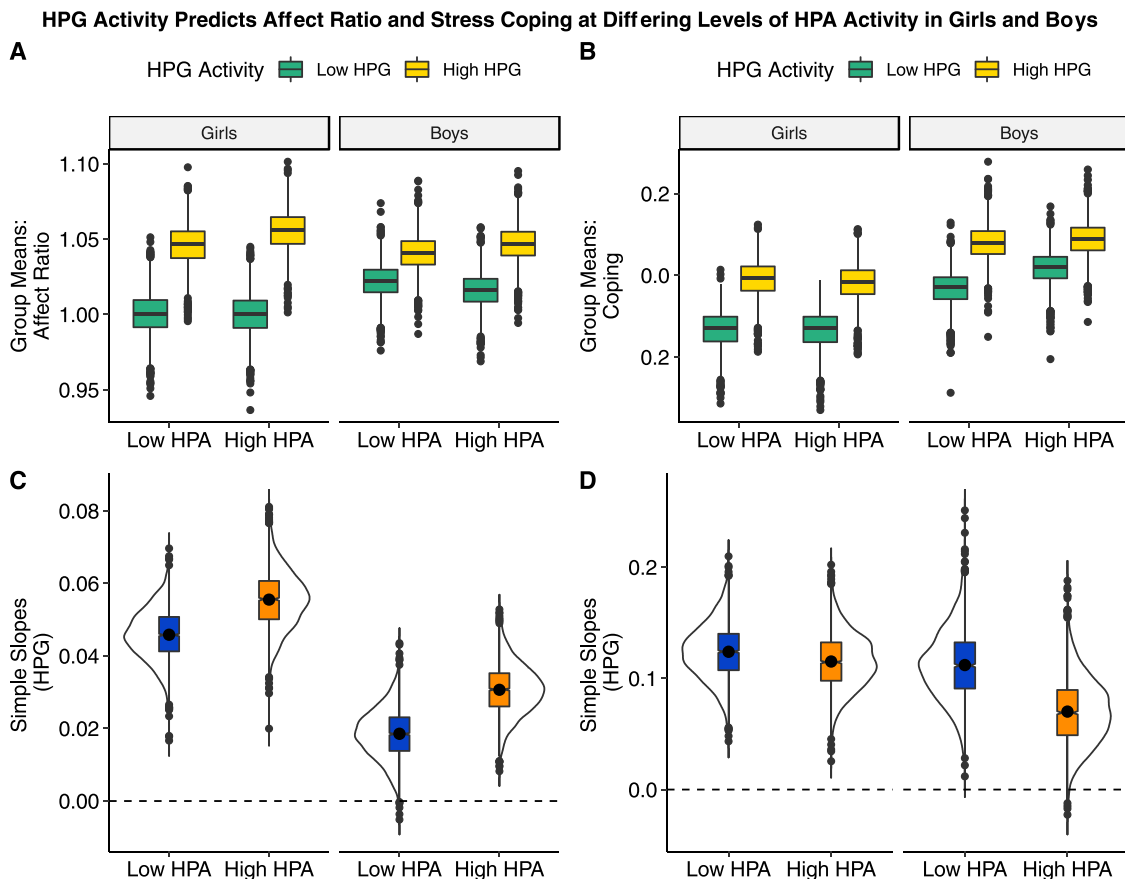 HPG Activity Predicts Affect Ratio and Stress Coping at Differing Levels of HPA Activity in Girls and Boys
A
HPG Activity Low HPG High HPG
Girls Boys
Group Means:
Affect Ratio
1.10
1.05
1.00
0.95
Low HPA High HPA Low HPA High HPA
B
HPG Activity Low HPG High HPG
Girls Boys
Group Means:
Coping
0.2
0.0
0.2
Low HPA High HPA Low HPA High HPA
C
Simple Slopes
(HPG)
0.08
0.06
0.04
0.02
0.00
Low HPA High HPA Low HPA High HPA
D
Simple Slopes
(HPG)
0.2
0.1
0.0
Low HPA High HPA Low HPA High HPA